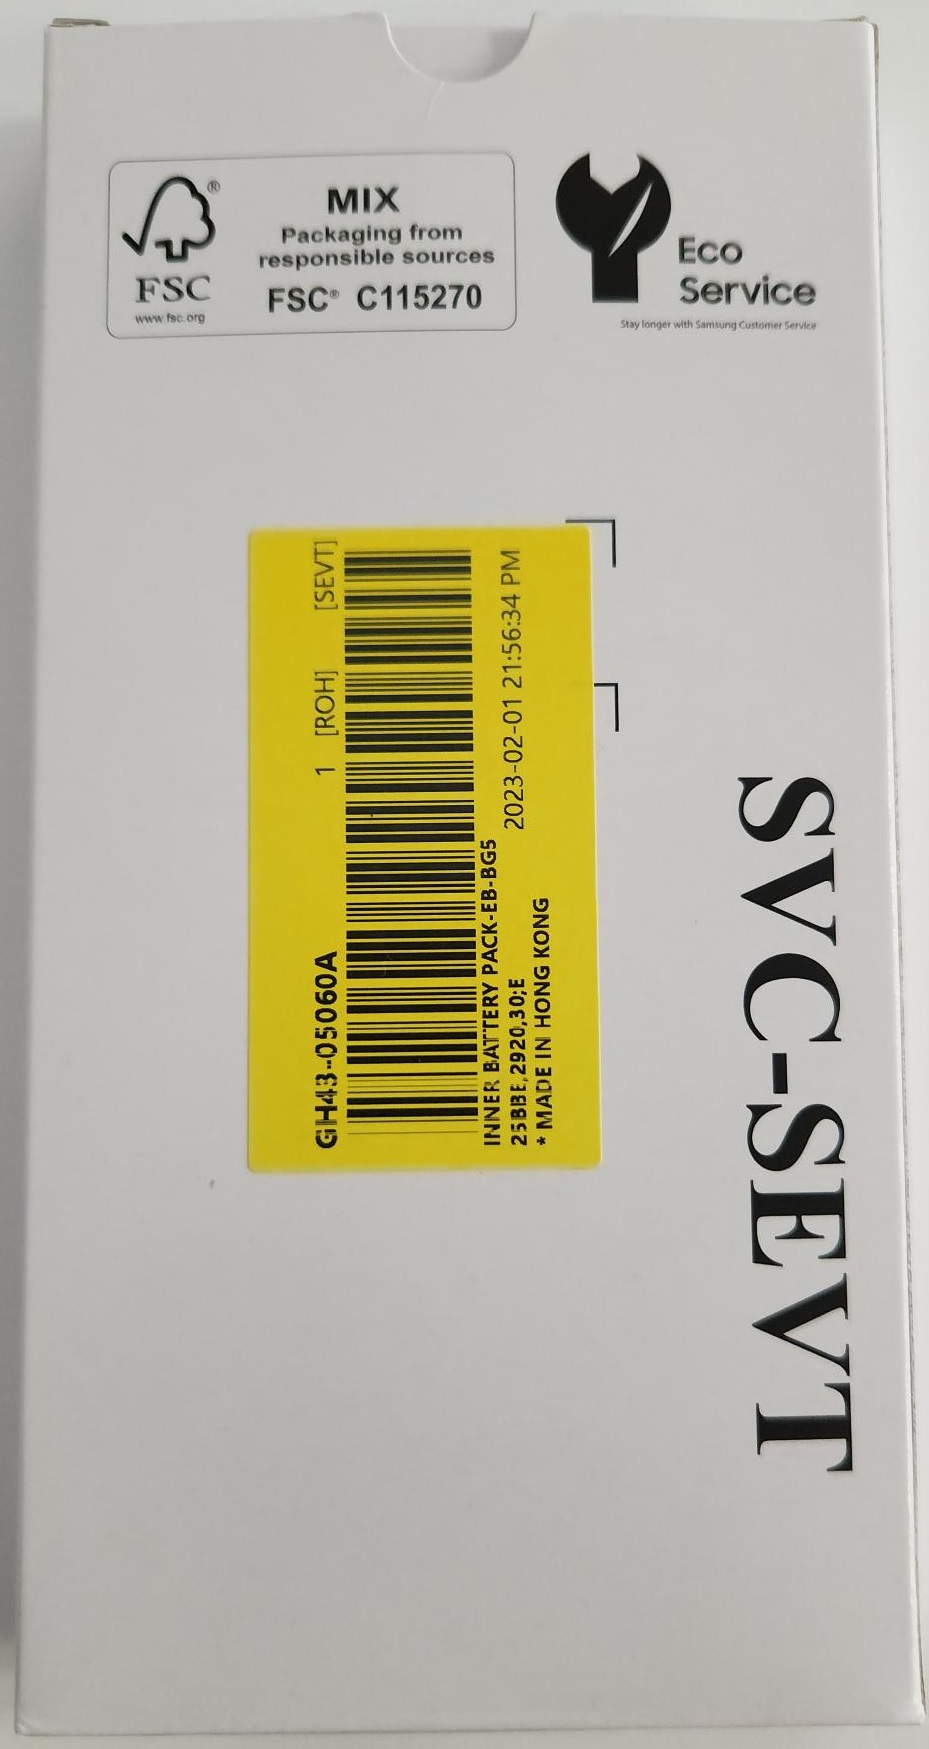 FSC®
www.fsc.org
MIX
Packaging from
responsible sources
FSC® C115270
Eco
Service
Stay longer with Samsung Customer Service
GH43-05060A 1 [ROH] [SEVT]
INNER BATTERY PACK-EB-BG5
25BBE,2920,30;E 2023-02-01 21:56:34 PM
* MADE IN HONG KONG
SVC-SEVT